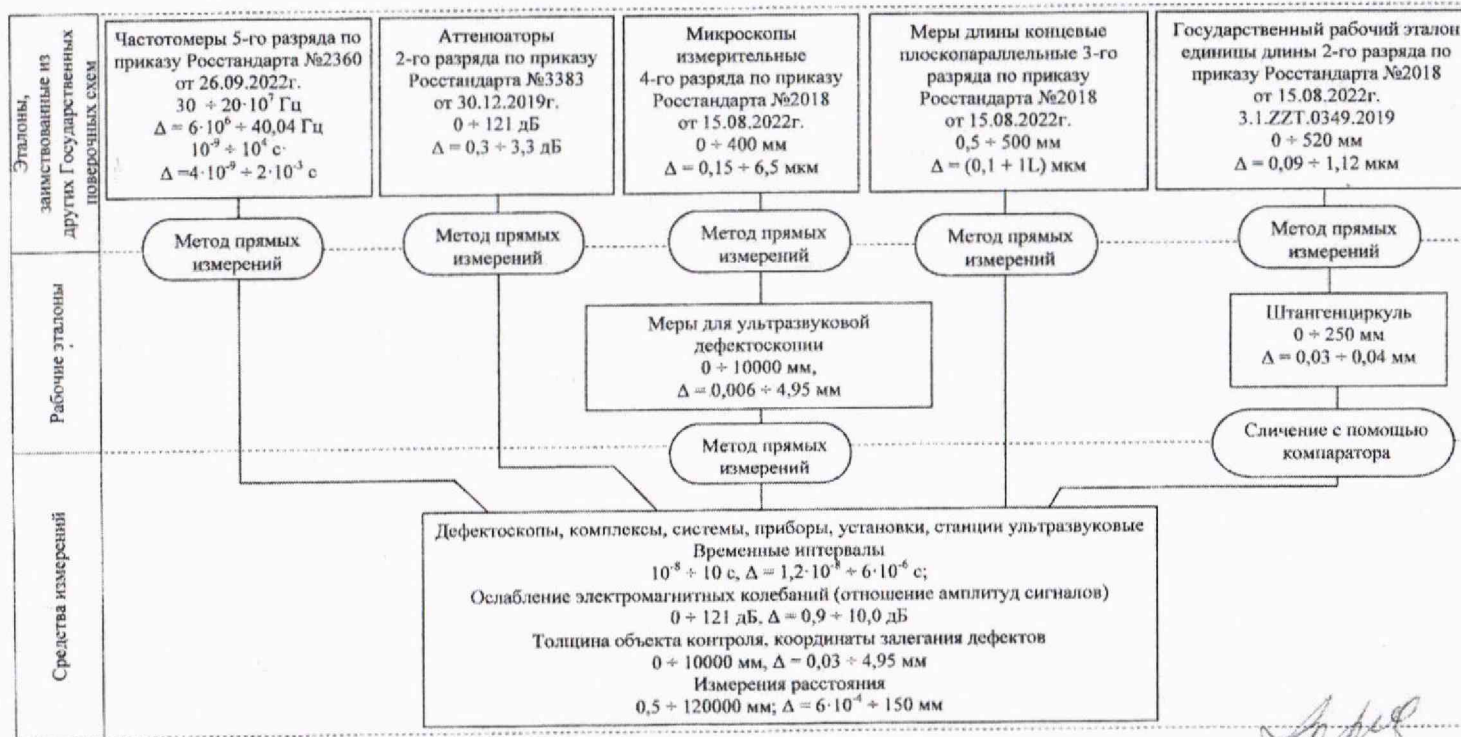 Эталоны,
заимствованные из
других Государственных
поверочных схем
Частотомеры 5-го разряда по
приказу Росстандарта №2360
от 26.09.2022г.
30 ÷ 20·10⁷ Гц
Δ = 6·10⁶ ÷ 40,04 Гц
10⁻⁹ ÷ 10⁴ с·
Δ =4·10⁻⁹ ÷ 2·10⁻³ с
Аттенюаторы
2-го разряда по приказу
Росстандарта №3383
от 30.12.2019г.
0 ÷ 121 дБ
Δ = 0,3 ÷ 3,3 дБ
Микроскопы
измерительные
4-го разряда по приказу
Росстандарта №2018
от 15.08.2022г.
0 ÷ 400 мм
Δ = 0,15 ÷ 6,5 мкм
Меры длины концевые
плоскопараллельные 3-го
разряда по приказу
Росстандарта №2018
от 15.08.2022г.
0,5 ÷ 500 мм
Δ = (0,1 + 1L) мкм
Государственный рабочий эталон
единицы длины 2-го разряда по
приказу Росстандарта №2018
от 15.08.2022г.
3.1.ZZT.0349.2019
0 ÷ 520 мм
Δ = 0,09 ÷ 1,12 мкм
Метод прямых
измерений
Метод прямых
измерений
Метод прямых
измерений
Метод прямых
измерений
Метод прямых
измерений
Рабочие эталоны
Меры для ультразвуковой
дефектоскопии
0 ÷ 10000 мм,
Δ = 0,006 ÷ 4,95 мм
Штангенциркуль
0 ÷ 250 мм
Δ = 0,03 ÷ 0,04 мм
Метод прямых
измерений
Сличение с помощью
компаратора
Средства измерений
Дефектоскопы, комплексы, системы, приборы, установки, станции ультразвуковые
Временные интервалы
10⁻⁸ ÷ 10 с, Δ = 1,2·10⁻⁸ ÷ 6·10⁻⁶ с;
Ослабление электромагнитных колебаний (отношение амплитуд сигналов)
0 ÷ 121 дБ, Δ = 0,9 ÷ 10,0 дБ
Толщина объекта контроля, координаты залегания дефектов
0 ÷ 10000 мм, Δ = 0,03 ÷ 4,95 мм
Измерения расстояния
0,5 ÷ 120000 мм; Δ = 6·10⁻⁴ ÷ 150 мм